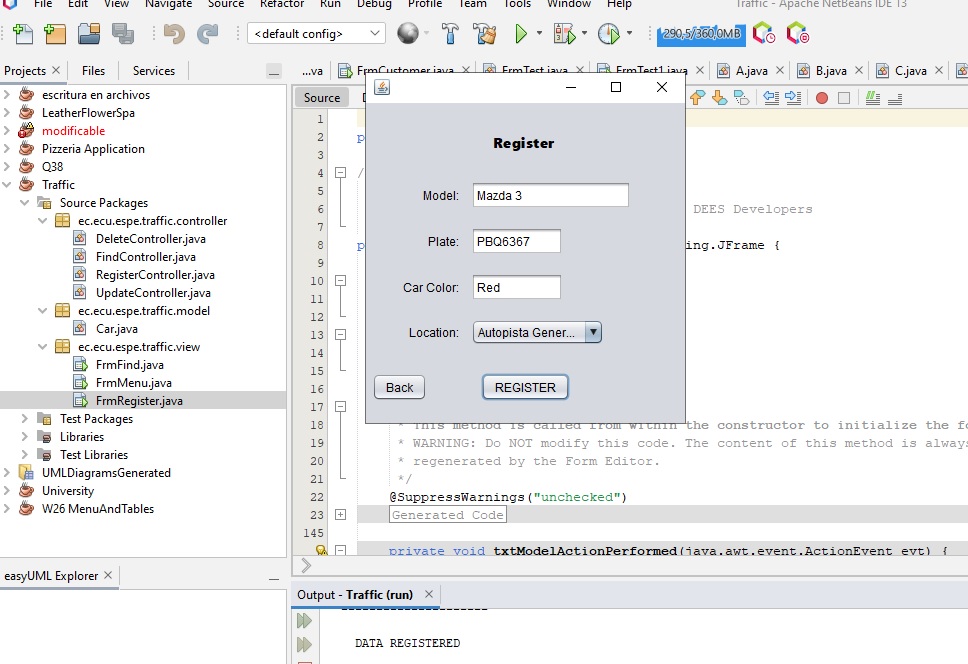 File Edit View Navigate Source Refactor Run Debug Profile Team Tools Window Help
Traffic - Apache NetBeans IDE 13
<default config>
290,5/360,0MB
Projects Files Services
...va FrmCustomer.java FrmTest.java FrmTest1.java A.java B.java C.java
escritura en archivos
LeatherFlowerSpa
modificable
Pizzeria Application
Q38
Traffic
Source Packages
ec.ecu.espe.traffic.controller
DeleteController.java
FindController.java
RegisterController.java
UpdateController.java
ec.ecu.espe.traffic.model
Car.java
ec.ecu.espe.traffic.view
FrmFind.java
FrmMenu.java
FrmRegister.java
Test Packages
Libraries
Test Libraries
UMLDiagramsGenerated
University
W26 MenuAndTables
easyUML Explorer
Source
1
2 p
3
4 /
5
6 DEES Developers
7
8 p ing.JFrame {
9
10
11
12
13
14
15
16
17
18 * This method is called from within the constructor to initialize the fo
19 * WARNING: Do NOT modify this code. The content of this method is always
20 * regenerated by the Form Editor.
21 */
22 @SuppressWarnings("unchecked")
23 Generated Code
145
private void txtModelActionPerformed(java.awt.event.ActionEvent evt) {
Register
Model: Mazda 3
Plate: PBQ6367
Car Color: Red
Location: Autopista Gener...
Back REGISTER
Output - Traffic (run)
DATA REGISTERED